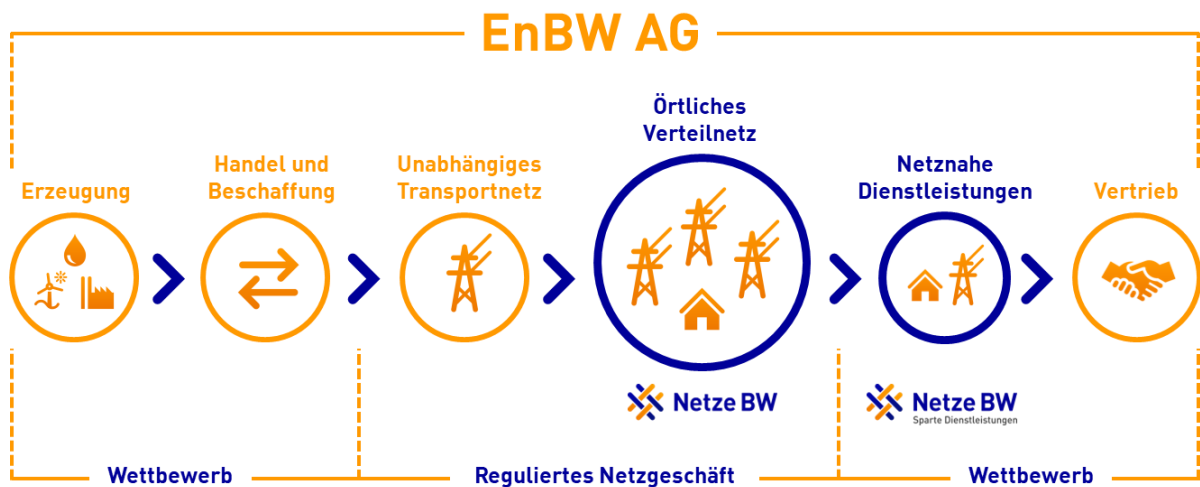 EnBW AG
Erzeugung
Handel und
Beschaffung
Unabhängiges
Transportnetz
Örtliches
Verteilnetz
Netznahe
Dienstleistungen
Vertrieb
Netze BW
Netze BW
Sparte Dienstleistungen
Wettbewerb
Reguliertes Netzgeschäft
Wettbewerb